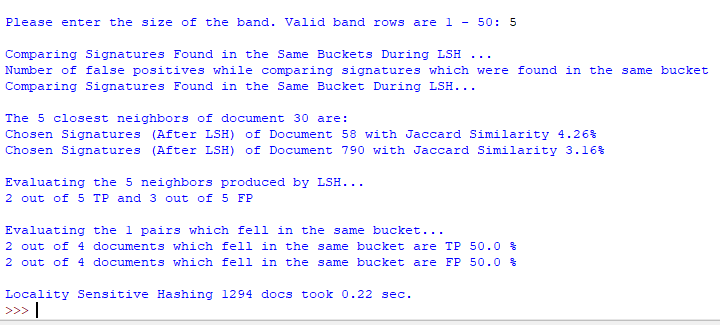 Please enter the size of the band. Valid band rows are 1 - 50: 5
Comparing Signatures Found in the Same Buckets During LSH ...
Number of false positives while comparing signatures which were found in the same bucket
Comparing Signatures Found in the Same Bucket During LSH...
The 5 closest neighbors of document 30 are:
Chosen Signatures (After LSH) of Document 58 with Jaccard Similarity 4.26%
Chosen Signatures (After LSH) of Document 790 with Jaccard Similarity 3.16%
Evaluating the 5 neighbors produced by LSH...
2 out of 5 TP and 3 out of 5 FP
Evaluating the 1 pairs which fell in the same bucket...
2 out of 4 documents which fell in the same bucket are TP 50.0 %
2 out of 4 documents which fell in the same bucket are FP 50.0 %
Locality Sensitive Hashing 1294 docs took 0.22 sec.
>>>